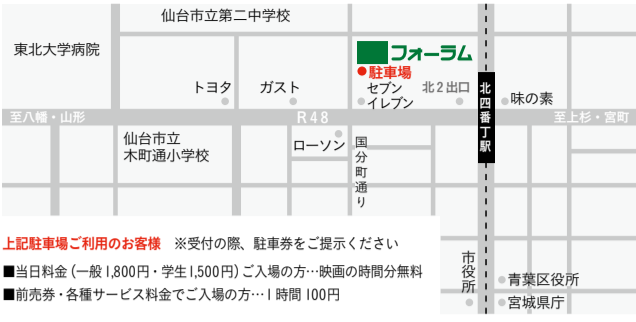 仙台市立第二中学校
東北大学病院
フォーラム
●駐車場
トヨタ
ガスト
セブン
イレブン
北2出口
北四番丁駅
味の素
至八幡・山形
R48
至上杉・宮町
仙台市立
木町通小学校
ローソン
国分町通り
上記駐車場ご利用のお客様 ※受付の際、駐車券をご提示ください
■当日料金(一般1,800円・学生1,500円)ご入場の方…映画の時間分無料
■前売券・各種サービス料金でご入場の方…1時間100円
市役所
青葉区役所
宮城県庁